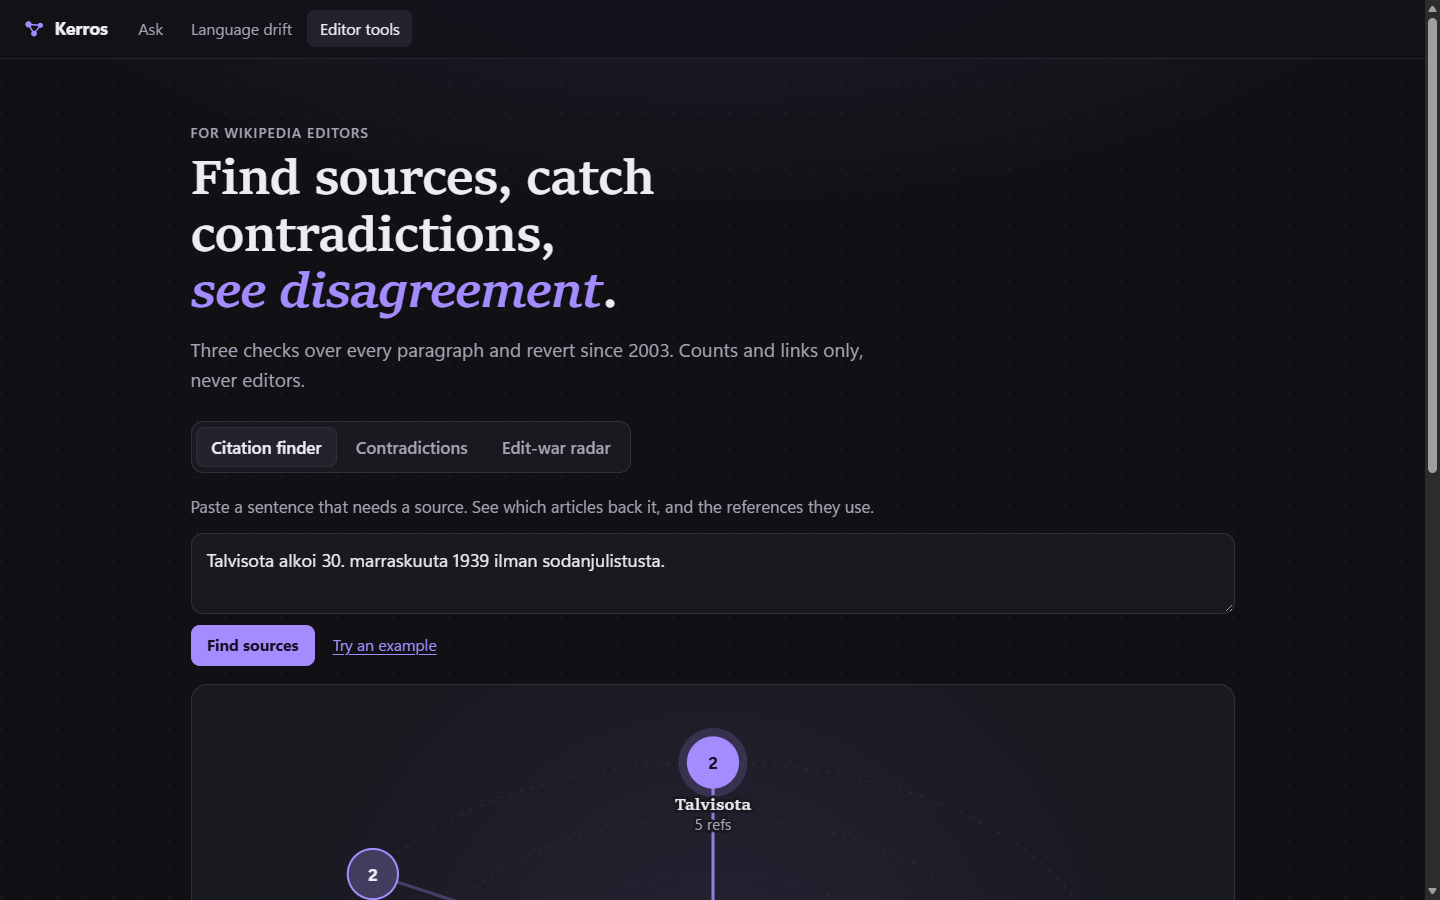 Kerros
Ask
Language drift
Editor tools
FOR WIKIPEDIA EDITORS
Find sources, catch
contradictions,
see disagreement.
Three checks over every paragraph and revert since 2003. Counts and links only,
never editors.
Citation finder
Contradictions
Edit-war radar
Paste a sentence that needs a source. See which articles back it, and the references they use.
Talvisota alkoi 30. marraskuuta 1939 ilman sodanjulistusta.
Find sources
Try an example
2
Talvisota
5 refs
2